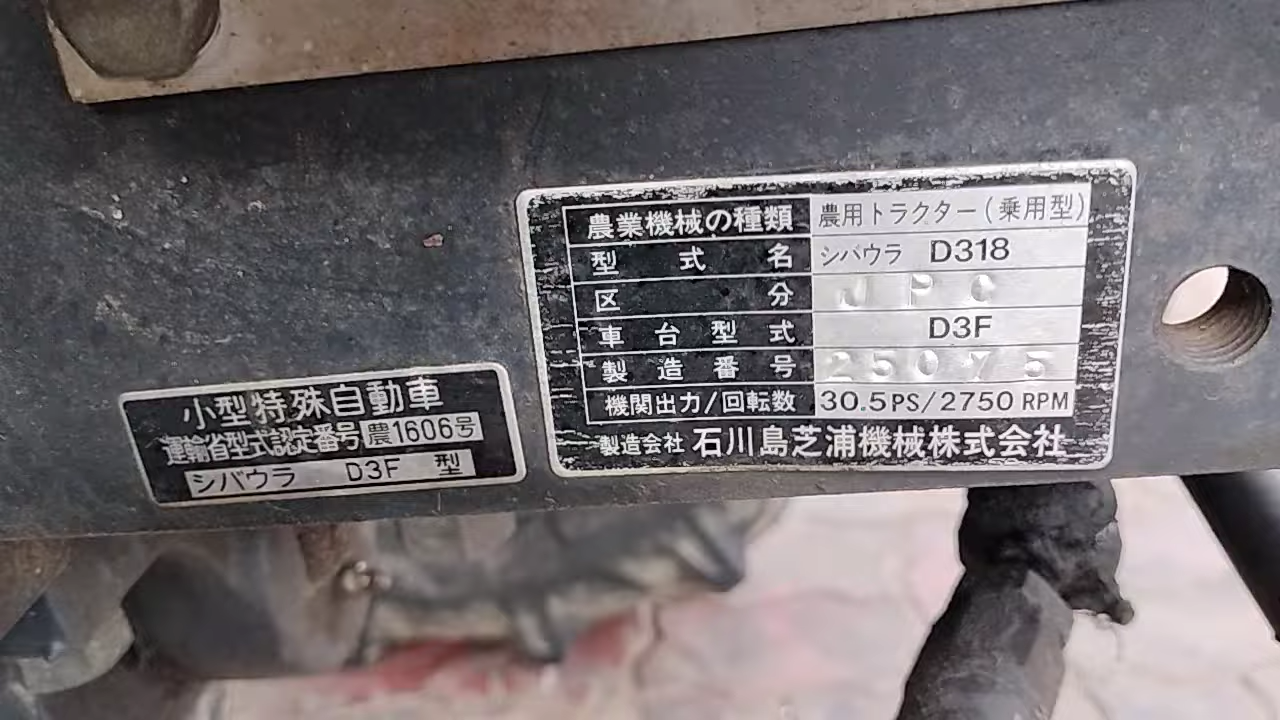 小型特殊自動車
運輸省型式認定番号 農1606号
シバウラ D3F 型
農業機械の種類 農用トラクター(乗用型)
型式名 シバウラ D318
区分 JPC
車台型式 D3F
製造番号 25075
機関出力/回転数 30.5PS/2750RPM
製造会社 石川島芝浦機械株式会社